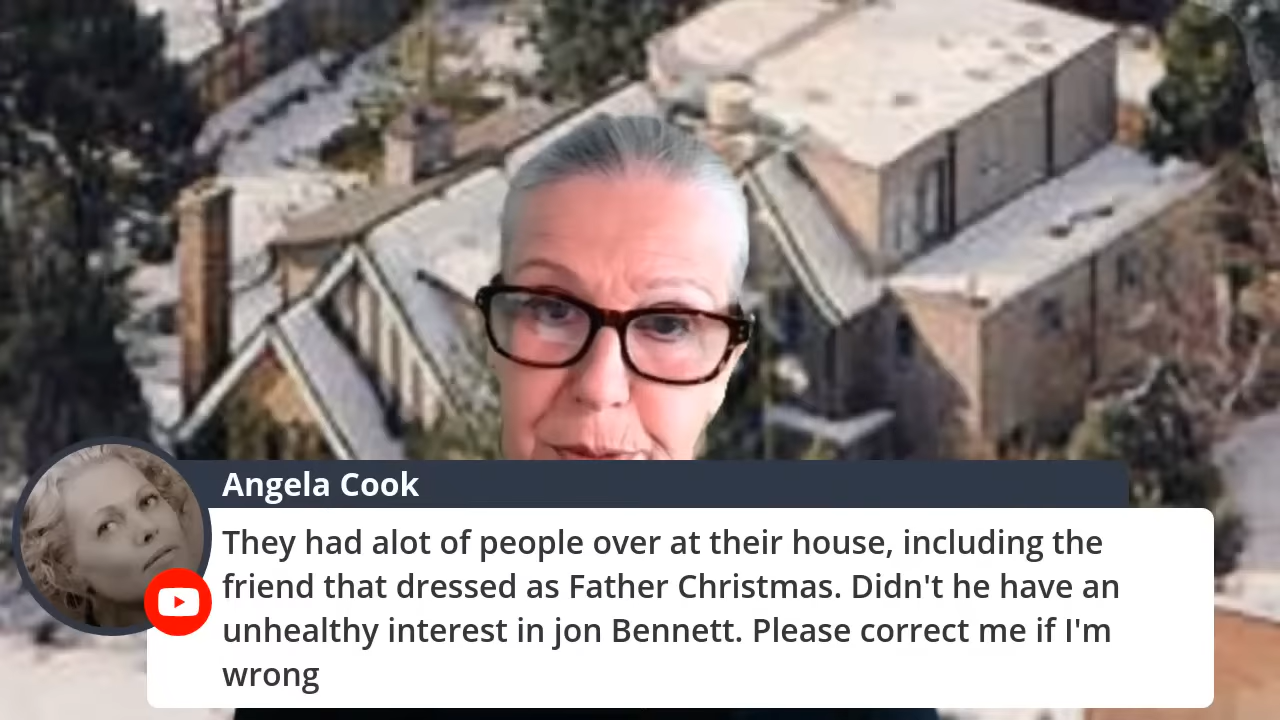 Angela Cook
They had alot of people over at their house, including the
friend that dressed as Father Christmas. Didn't he have an
unhealthy interest in jon Bennett. Please correct me if I'm
wrong